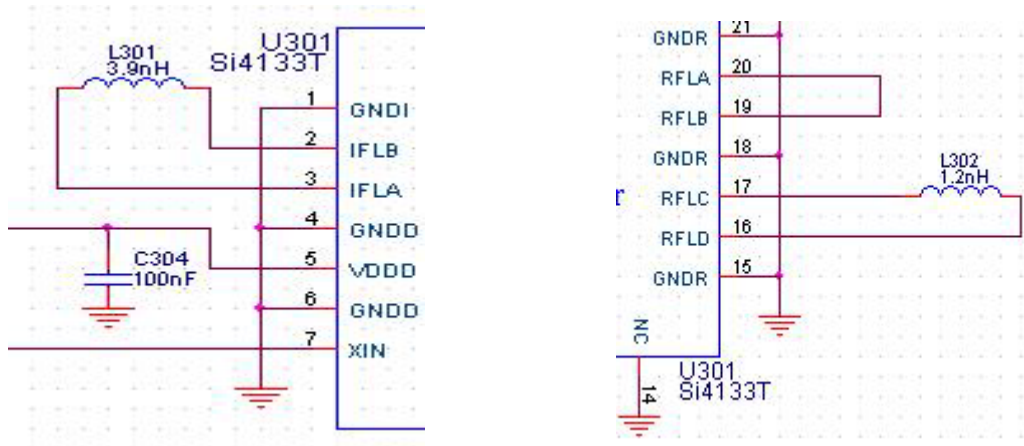 L301
3.9nH
U301
Si4133T
1
GNDI
2
IFLB
3
IFLA
4
GNDD
C304
100nF
5
VDDD
6
GNDD
7
XIN
21
GNDR
20
RFLA
19
RFLB
18
GNDR
L302
1.2nH
17
RFLC
16
RFLD
15
GNDR
NC
14
U301
Si4133T